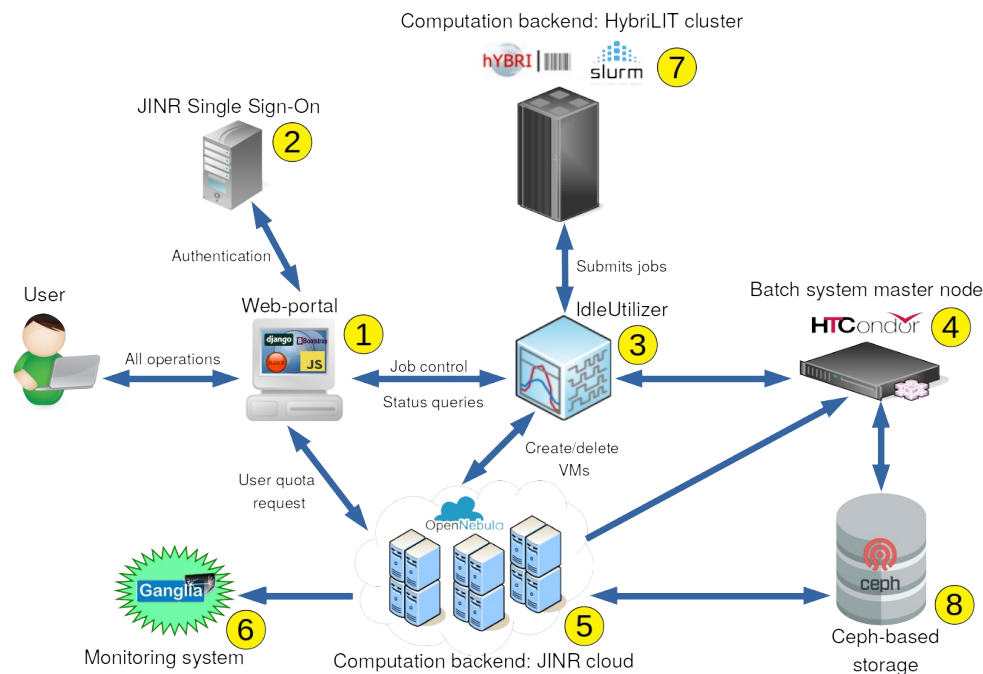 Computation backend: HybriLIT cluster
hYBRI
slurm
7
JINR Single Sign-On
2
Authentication
Submits jobs
User
Web-portal
IdleUtilizer
Batch system master node
HTCondor
4
django
Bootstrap
AJAX
JS
1
3
All operations
Job control
Status queries
Create/delete
VMs
User quota
request
OpenNebula
ceph
Ganglia
6
5
8
Monitoring system
Computation backend: JINR cloud
Ceph-based
storage